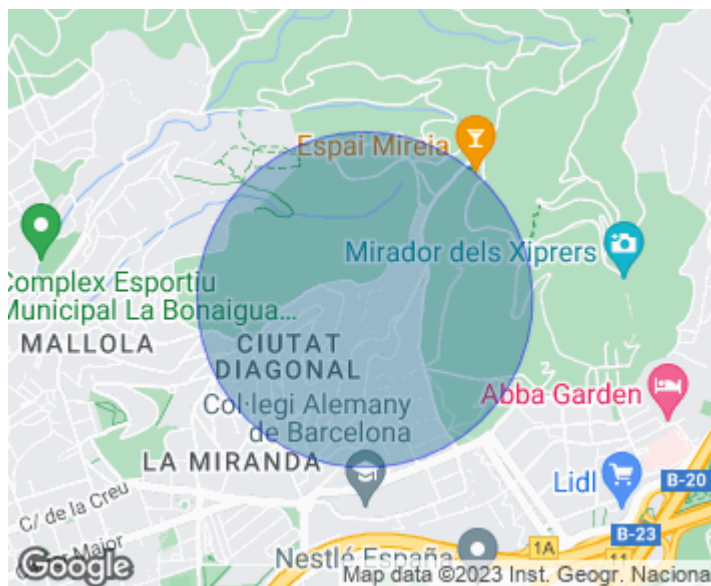 Espai Mireia
Mirador dels Xiprers
Complex Esportiu
Municipal La Bonaigua...
MALLOLA
CIUTAT
DIAGONAL
Abba Garden
Col·legi Alemany
de Barcelona
LA MIRANDA
Lidl
B-20
C/ de la Creu
B-23
Major
1A
11
Nestlé España
Google
Map data ©2023 Inst. Geogr. Naciona